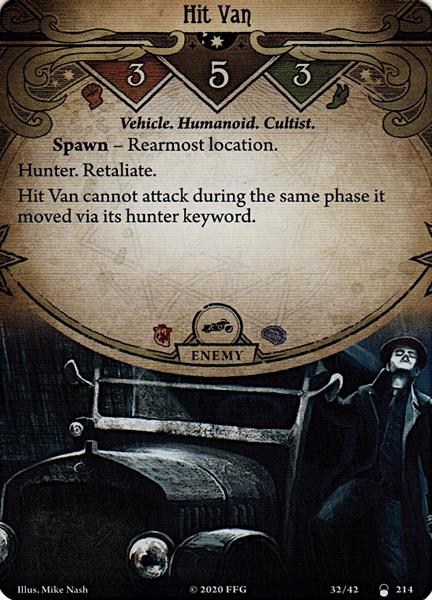 Hit Van
3 5 3
Vehicle. Humanoid. Cultist.
Spawn – Rearmost location.
Hunter. Retaliate.
Hit Van cannot attack during the same phase it
moved via its hunter keyword.
ENEMY
Illus. Mike Nash © 2020 FFG 32/42 214